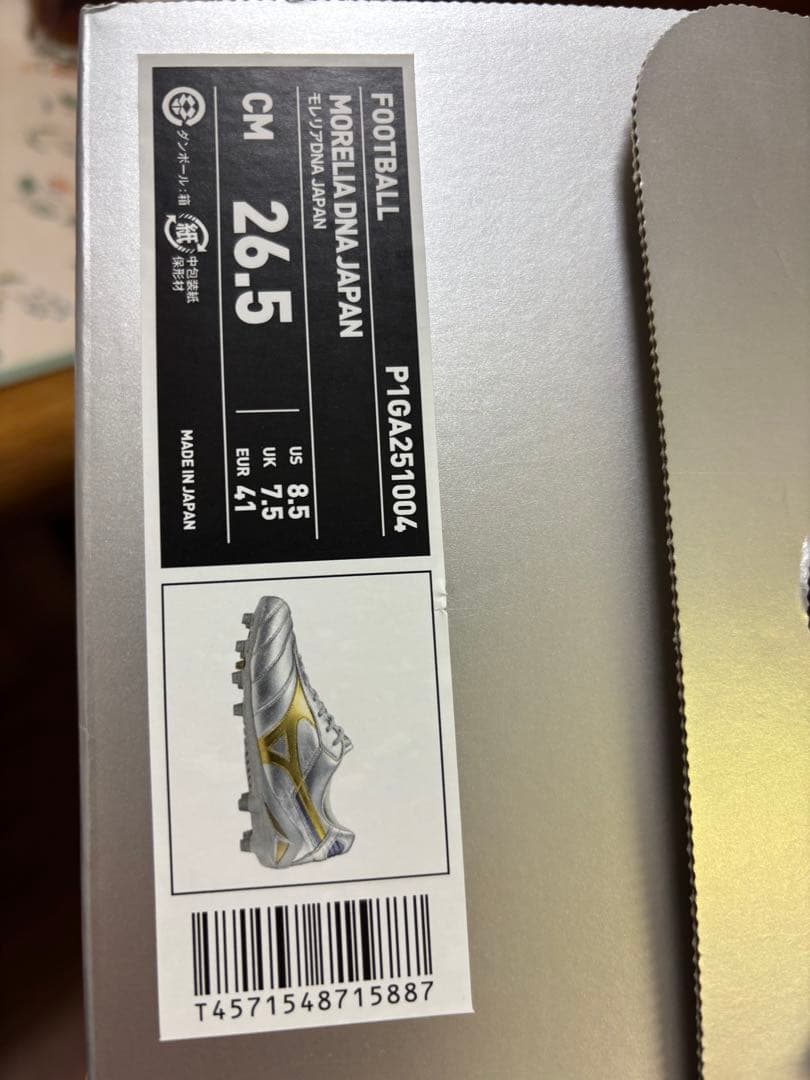 FOOTBALL
P1GA251004
MORELIA DNA JAPAN
モレリアDNA JAPAN
CM 26.5
US 8.5
UK 7.5
EUR 41
ダンボール:箱
紙
中包装紙
保形材
MADE IN JAPAN
T4571548715887